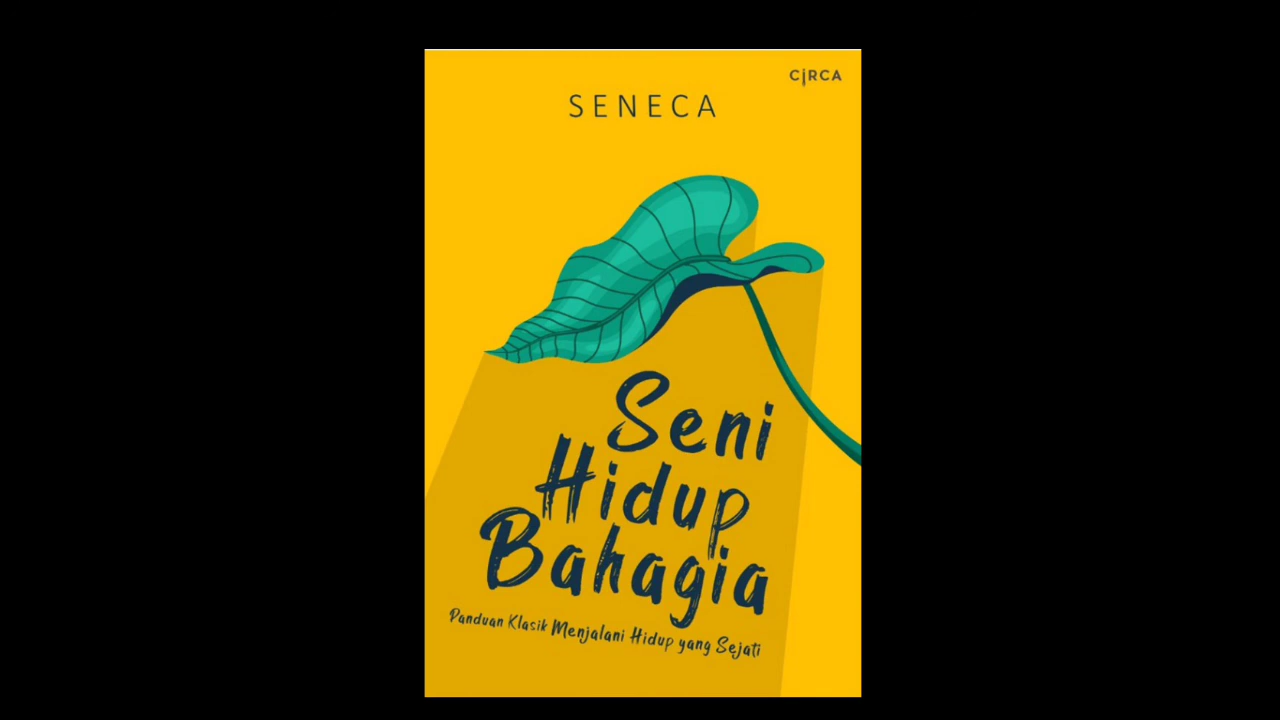 CIRCA
SENECA
Seni
Hidup
Bahagia
Panduan Klasik Menjalani Hidup yang Sejati